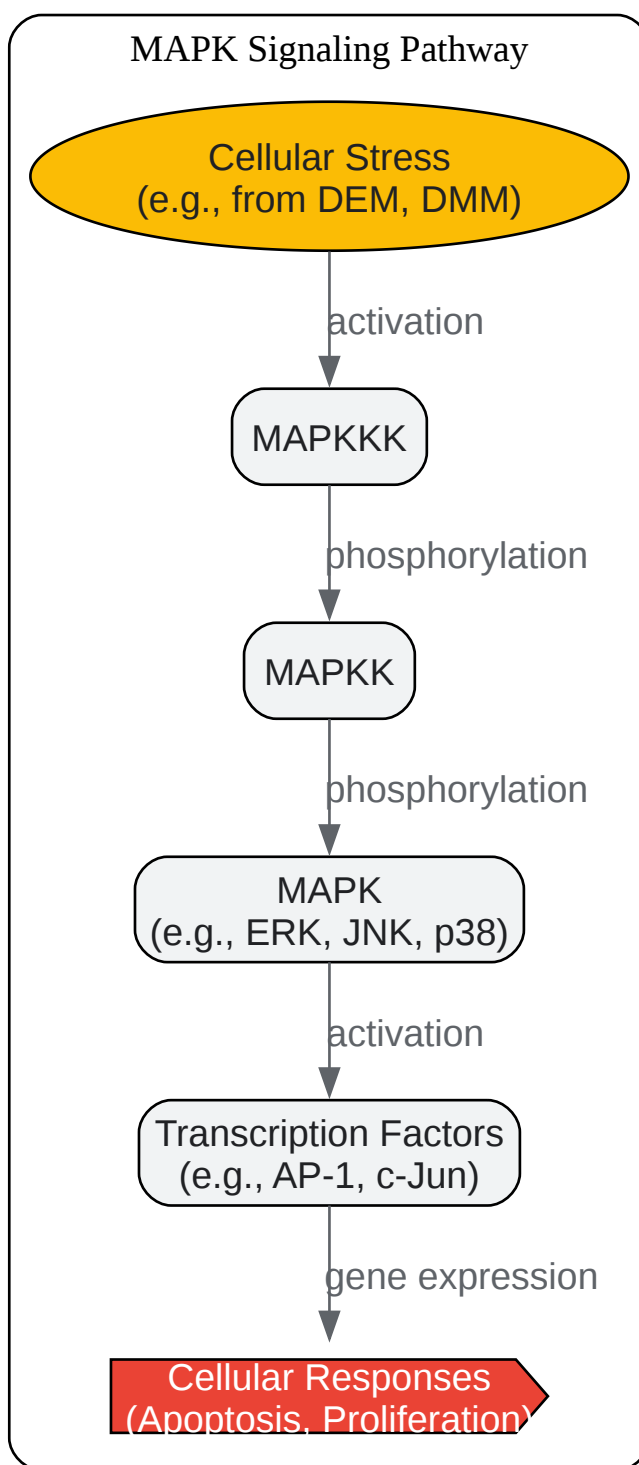 MAPK Signaling Pathway
Cellular Stress
(e.g., from DEM, DMM)
activation
MAPKKK
phosphorylation
MAPKK
phosphorylation
MAPK
(e.g., ERK, JNK, p38)
activation
Transcription Factors
(e.g., AP-1, c-Jun)
gene expression
Cellular Responses
(Apoptosis, Proliferation)